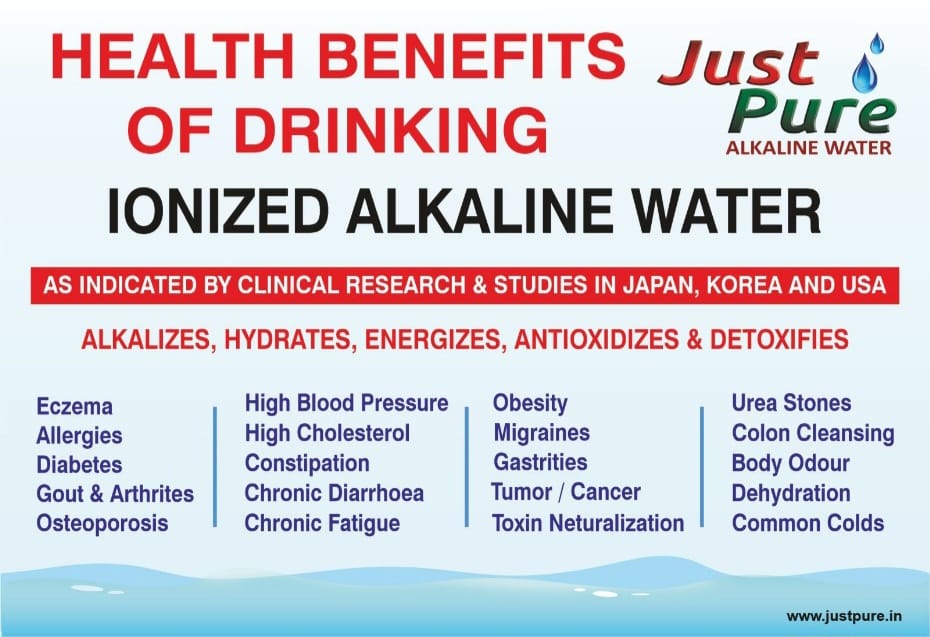 HEALTH BENEFITS
OF DRINKING
Just
Pure
ALKALINE WATER
IONIZED ALKALINE WATER
AS INDICATED BY CLINICAL RESEARCH & STUDIES IN JAPAN, KOREA AND USA
ALKALIZES, HYDRATES, ENERGIZES, ANTIOXIDIZES & DETOXIFIES
Eczema
Allergies
Diabetes
Gout & Arthrites
Osteoporosis
High Blood Pressure
High Cholesterol
Constipation
Chronic Diarrhoea
Chronic Fatigue
Obesity
Migraines
Gastrities
Tumor / Cancer
Toxin Neturalization
Urea Stones
Colon Cleansing
Body Odour
Dehydration
Common Colds
www.justpure.in